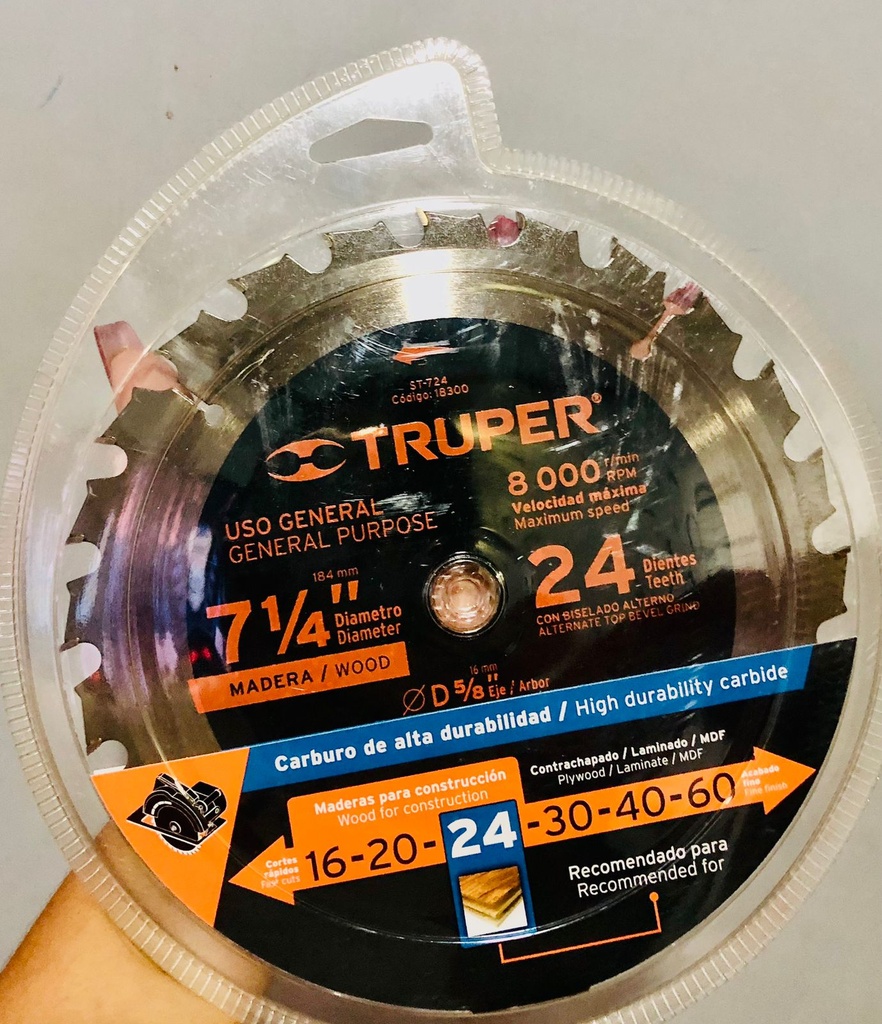 ST-724
Código: 18300
TRUPER®
8 000 r/min RPM
Velocidad máxima
Maximum speed
USO GENERAL
GENERAL PURPOSE
184 mm
7 1/4" Diametro
Diameter
MADERA / WOOD
24 Dientes
Teeth
CON BISELADO ALTERNO
ALTERNATE TOP BEVEL GRIND
16 mm
Ø D 5/8" Eje / Arbor
Carburo de alta durabilidad / High durability carbide
Maderas para construcción
Wood for construction
Contrachapado / Laminado / MDF
Plywood / Laminate / MDF
Cortes
rápidos
Fast cuts
16-20-24-30-40-60
Acabado
fino
Fine finish
Recomendado para
Recommended for